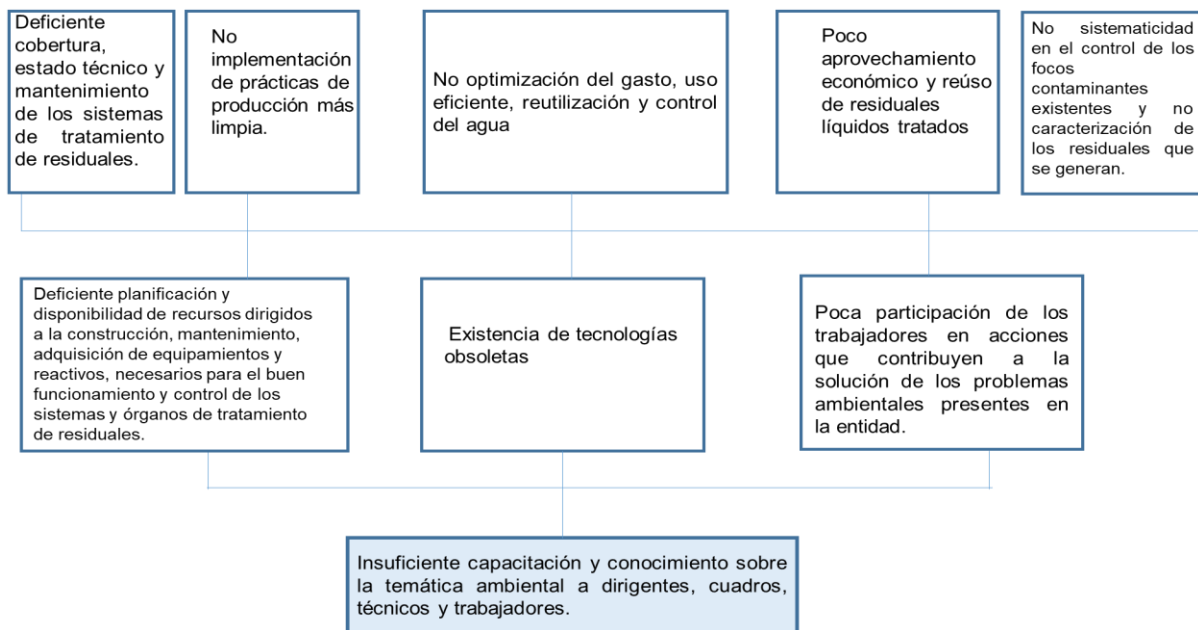 Deficiente
cobertura,
estado técnico y
mantenimiento
de los sistemas
de tratamiento
de residuales.
No
implementación
de prácticas de
producción más
limpia.
No optimización del gasto, uso
eficiente, reutilización y control
del agua
Poco
aprovechamiento
económico y reúso
de residuales
líquidos tratados
No sistematicidad
en el control de los
focos
contaminantes
existentes y no
caracterización de
los residuales que
se generan.
Deficiente planificación y
disponibilidad de recursos dirigidos
a la construcción, mantenimiento,
adquisición de equipamientos y
reactivos, necesarios para el buen
funcionamiento y control de los
sistemas y órganos de tratamiento
de residuales.
Existencia de tecnologías
obsoletas
Poca participación de los
trabajadores en acciones
que contribuyen a la
solución de los problemas
ambientales presentes en
la entidad.
Insuficiente capacitación y conocimiento sobre
la temática ambiental a dirigentes, cuadros,
técnicos y trabajadores.